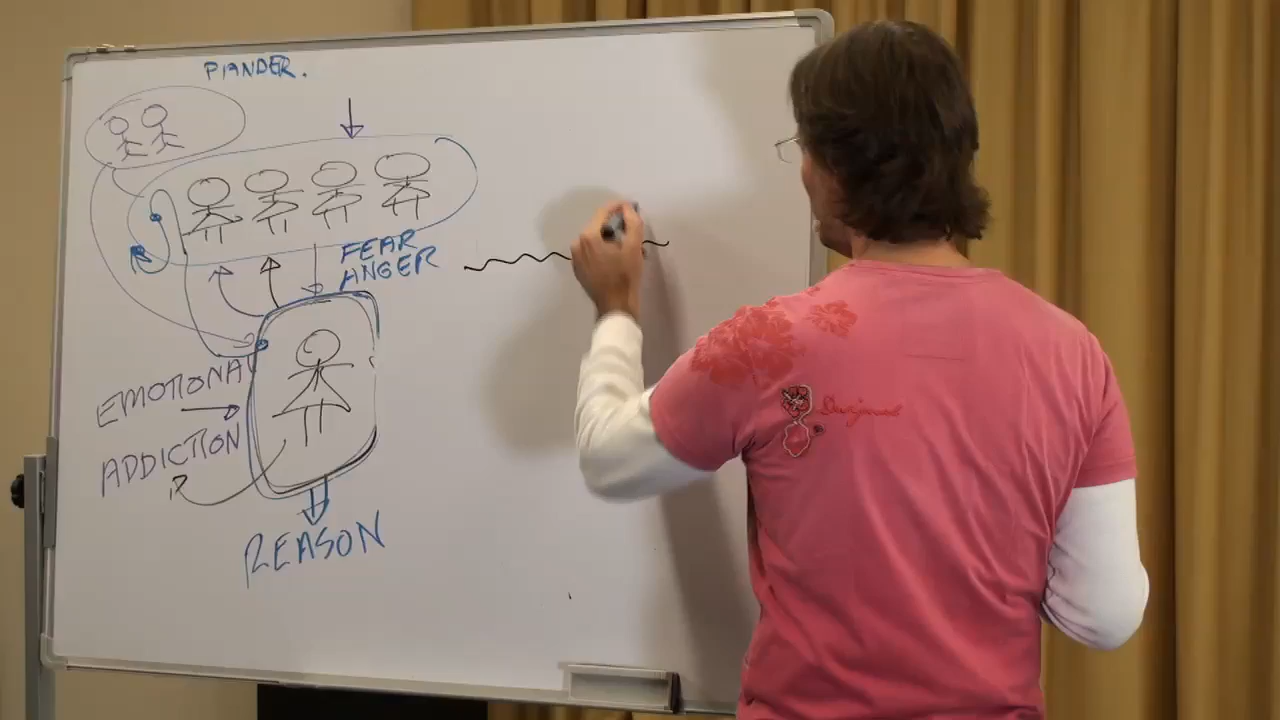 PANDER.
FEAR
ANGER
EMOTIONAL
ADDICTION
REASON